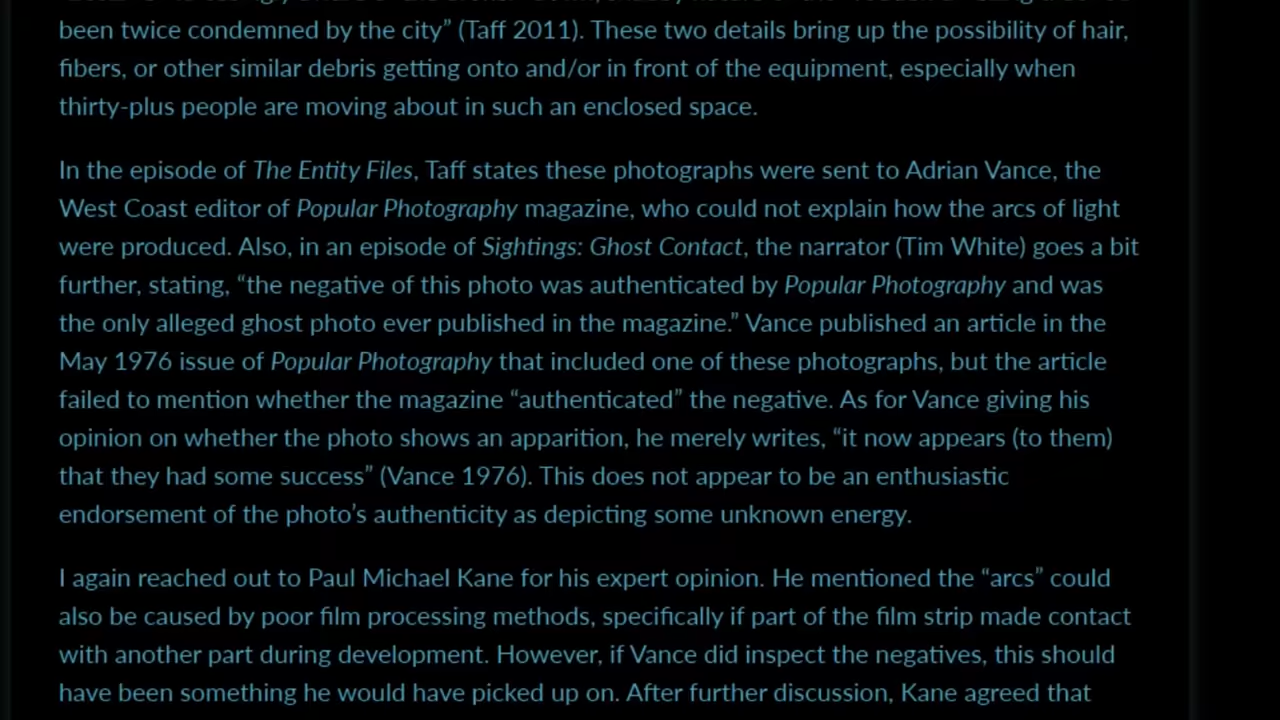 been twice condemned by the city” (Taff 2011). These two details bring up the possibility of hair,
fibers, or other similar debris getting onto and/or in front of the equipment, especially when
thirty-plus people are moving about in such an enclosed space.
In the episode of The Entity Files, Taff states these photographs were sent to Adrian Vance, the
West Coast editor of Popular Photography magazine, who could not explain how the arcs of light
were produced. Also, in an episode of Sightings: Ghost Contact, the narrator (Tim White) goes a bit
further, stating, “the negative of this photo was authenticated by Popular Photography and was
the only alleged ghost photo ever published in the magazine.” Vance published an article in the
May 1976 issue of Popular Photography that included one of these photographs, but the article
failed to mention whether the magazine “authenticated” the negative. As for Vance giving his
opinion on whether the photo shows an apparition, he merely writes, “it now appears (to them)
that they had some success” (Vance 1976). This does not appear to be an enthusiastic
endorsement of the photo’s authenticity as depicting some unknown energy.
I again reached out to Paul Michael Kane for his expert opinion. He mentioned the “arcs” could
also be caused by poor film processing methods, specifically if part of the film strip made contact
with another part during development. However, if Vance did inspect the negatives, this should
have been something he would have picked up on. After further discussion, Kane agreed that